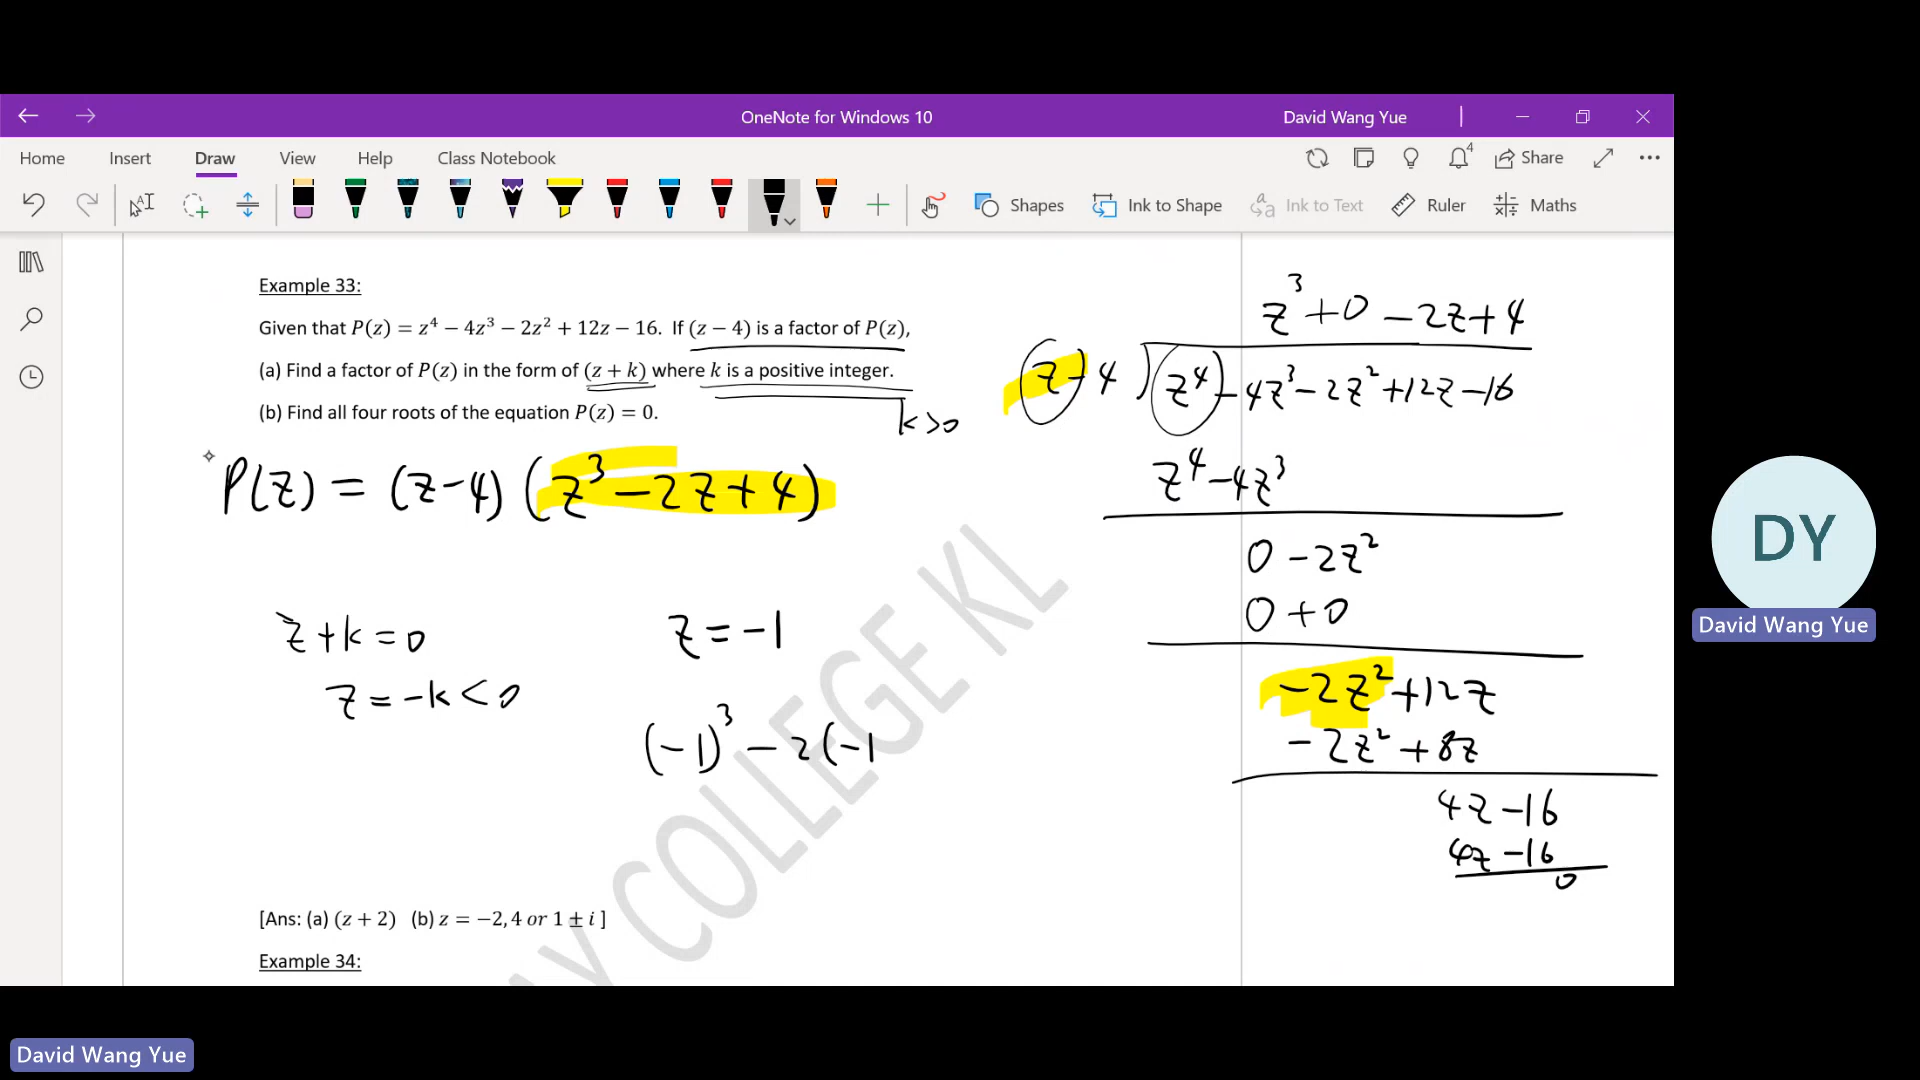 OneNote for Windows 10
David Wang Yue
Home Insert Draw View Help Class Notebook
4 Share
Shapes Ink to Shape Ink to Text Ruler Maths
Example 33:
Given that P(z) = z⁴ − 4z³ − 2z² + 12z − 16. If (z − 4) is a factor of P(z),
(a) Find a factor of P(z) in the form of (z + k) where k is a positive integer.
(b) Find all four roots of the equation P(z) = 0.
k>0
P(z) = (z-4) (z³ -2z+4)
z+k=0
z = -k<0
z = -1
(-1)³ - 2(-1
z³ +0 -2z+4
z-4 ) z⁴ -4z³ -2z² +12z -16
z⁴ -4z³
0 -2z²
0 +0
-2z² +12z
-2z² +8z
4z -16
4z -16
0
[Ans: (a) (z + 2) (b) z = −2, 4 or 1 ± i ]
Example 34:
Y COLLEGE KL
DY
David Wang Yue
David Wang Yue